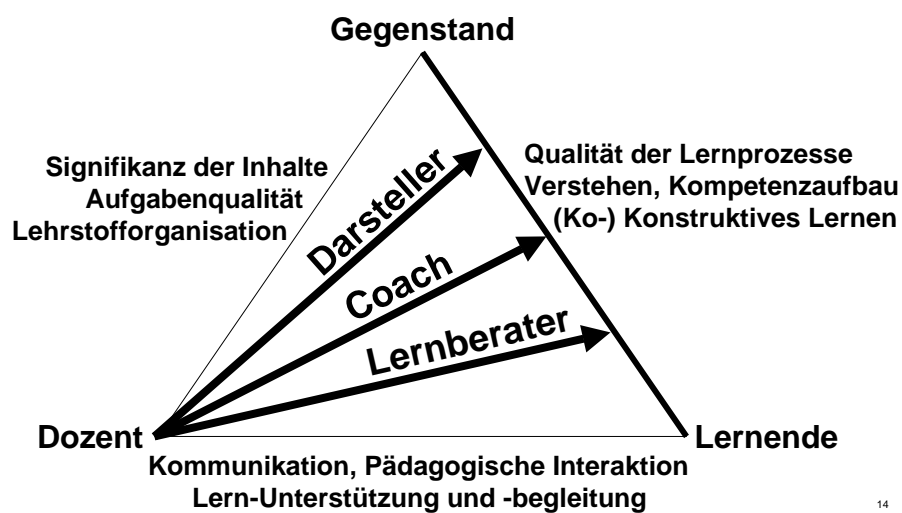 Gegenstand
Signifikanz der Inhalte
Aufgabenqualität
Lehrstofforganisation
Darsteller
Coach
Lernberater
Qualität der Lernprozesse
Verstehen, Kompetenzaufbau
(Ko-) Konstruktives Lernen
Dozent
Lernende
Kommunikation, Pädagogische Interaktion
Lern-Unterstützung und -begleitung
14